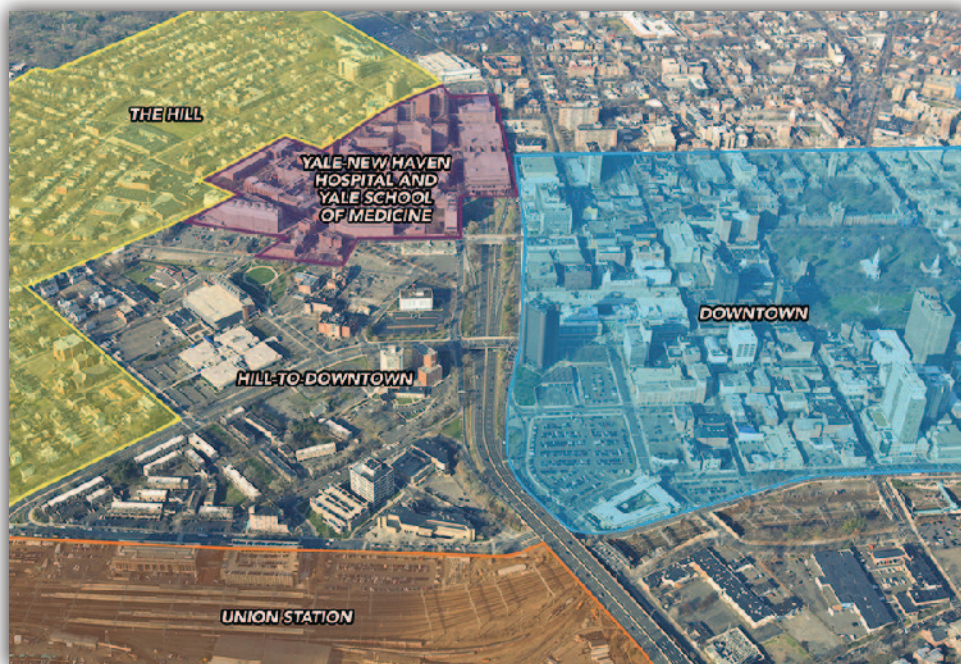 THE HILL
YALE-NEW HAVEN
HOSPITAL AND
YALE SCHOOL
OF MEDICINE
DOWNTOWN
HILL-TO-DOWNTOWN
UNION STATION